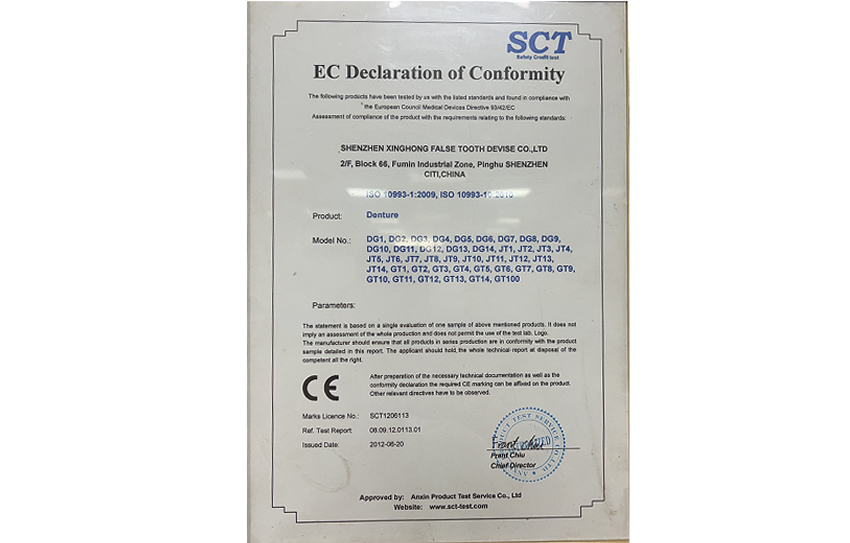 SCT
Safety Credit test
EC Declaration of Conformity
The following products have been tested by us with the listed standards and found in compliance with
the European Council Medical Devices Directive 93/42/EC
Assessment of compliance of the product with the requirements relating to the following standards:
SHENZHEN XINGHONG FALSE TOOTH DEVISE CO.,LTD
2/F, Block 66, Fumin Industrial Zone, Pinghu SHENZHEN
CITI,CHINA
ISO 10993-1:2009, ISO 10993-10:2010
Product: Denture
Model No.: DG1, DG2, DG3, DG4, DG5, DG6, DG7, DG8, DG9,
DG10, DG11, DG12, DG13, DG14, JT1, JT2, JT3, JT4,
JT5, JT6, JT7, JT8, JT9, JT10, JT11, JT12, JT13,
JT14, GT1, GT2, GT3, GT4, GT5, GT6, GT7, GT8, GT9,
GT10, GT11, GT12, GT13, GT14, GT100
Parameters:
The statement is based on a single evaluation of one sample of above mentioned products. It does not
imply an assessment of the whole production and does not permit the use of the test lab. Logo.
The manufacturer should ensure that all products in series production are in conformity with the product
sample detailed in this report. The applicant should hold the whole technical report at disposal of the
competent all the right.
CE
After preparation of the necessary technical documentation as well as the
conformity declaration the required CE marking can be affixed on the product.
Other relevant directives have to be observed.
Marks Licence No.: SCT1206113
Ref. Test Report: 08.09.12.0113.01
Issued Date: 2012-06-20
Frant Chiu
Chief Director
Approved by: Anxin Product Test Service Co., Ltd
Website: www.sct-test.com